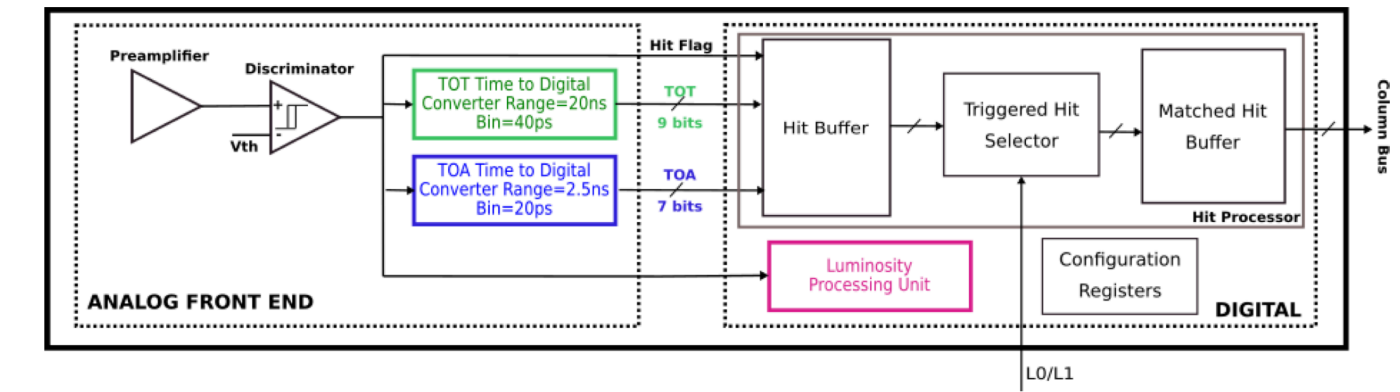 Preamplifier
Discriminator
+
-
Vth
TOT Time to Digital
Converter Range=20ns
Bin=40ps
TOA Time to Digital
Converter Range=2.5ns
Bin=20ps
ANALOG FRONT END
Hit Flag
TOT
9 bits
TOA
7 bits
Hit Buffer
Triggered Hit
Selector
Matched Hit
Buffer
Hit Processor
Luminosity
Processing Unit
Configuration
Registers
DIGITAL
L0/L1
Column Bus